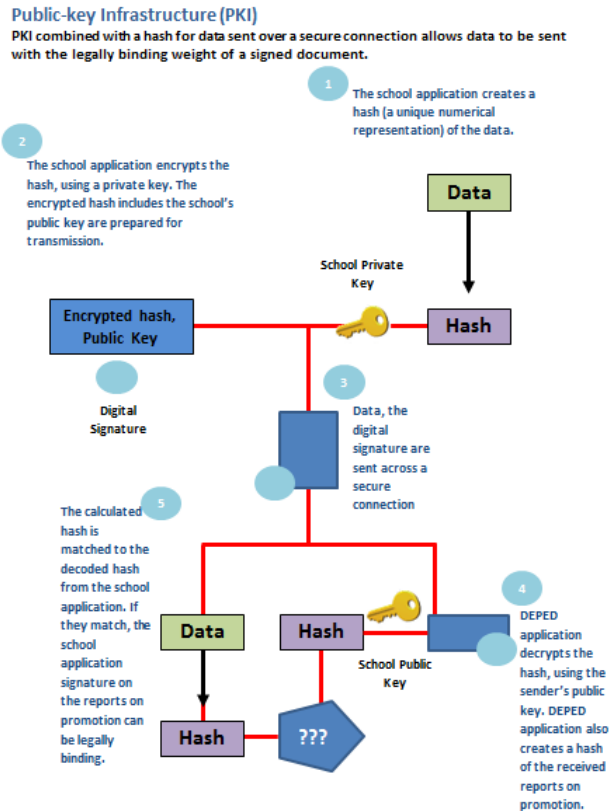 Public-key Infrastructure (PKI)
PKI combined with a hash for data sent over a secure connection allows data to be sent
with the legally binding weight of a signed document.
1
The school application creates a
hash (a unique numerical
representation) of the data.
2
The school application encrypts the
hash, using a private key. The
encrypted hash includes the school's
public key are prepared for
transmission.
Data
School Private
Key
Encrypted hash,
Public Key
Hash
Digital
Signature
3
Data, the
digital
signature are
sent across a
secure
connection
5
The calculated
hash is
matched to the
decoded hash
from the school
application. If
they match, the
school
application
signature on
the reports on
promotion can
be legally
binding.
Data
Hash
School Public
Key
Hash
???
4
DEPED
application
decrypts the
hash, using the
sender's public
key. DEPED
application also
creates a hash
of the received
reports on
promotion.